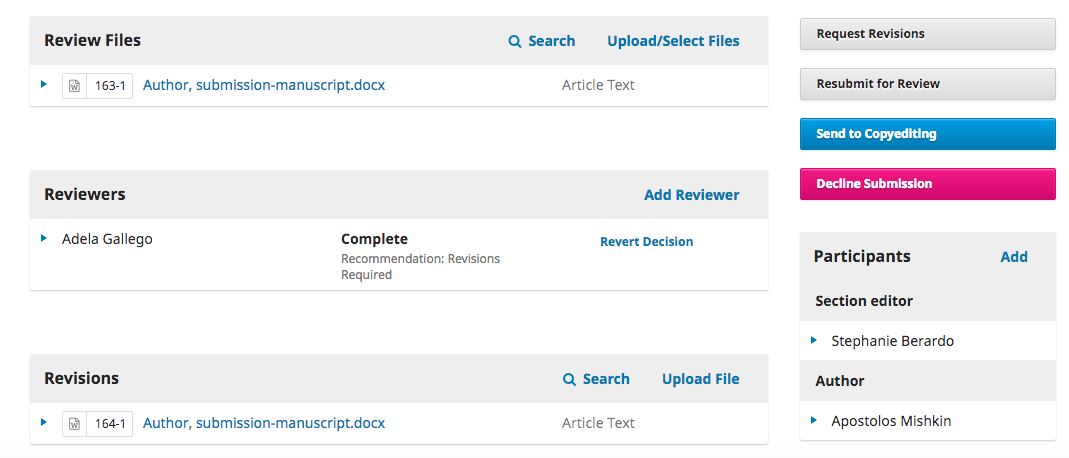 Review Files
Search
Upload/Select Files
163-1
Author, submission-manuscript.docx
Article Text
Reviewers
Add Reviewer
Adela Gallego
Complete
Revert Decision
Recommendation: Revisions
Required
Revisions
Search
Upload File
164-1
Author, submission-manuscript.docx
Article Text
Request Revisions
Resubmit for Review
Send to Copyediting
Decline Submission
Participants
Add
Section editor
Stephanie Berardo
Author
Apostolos Mishkin